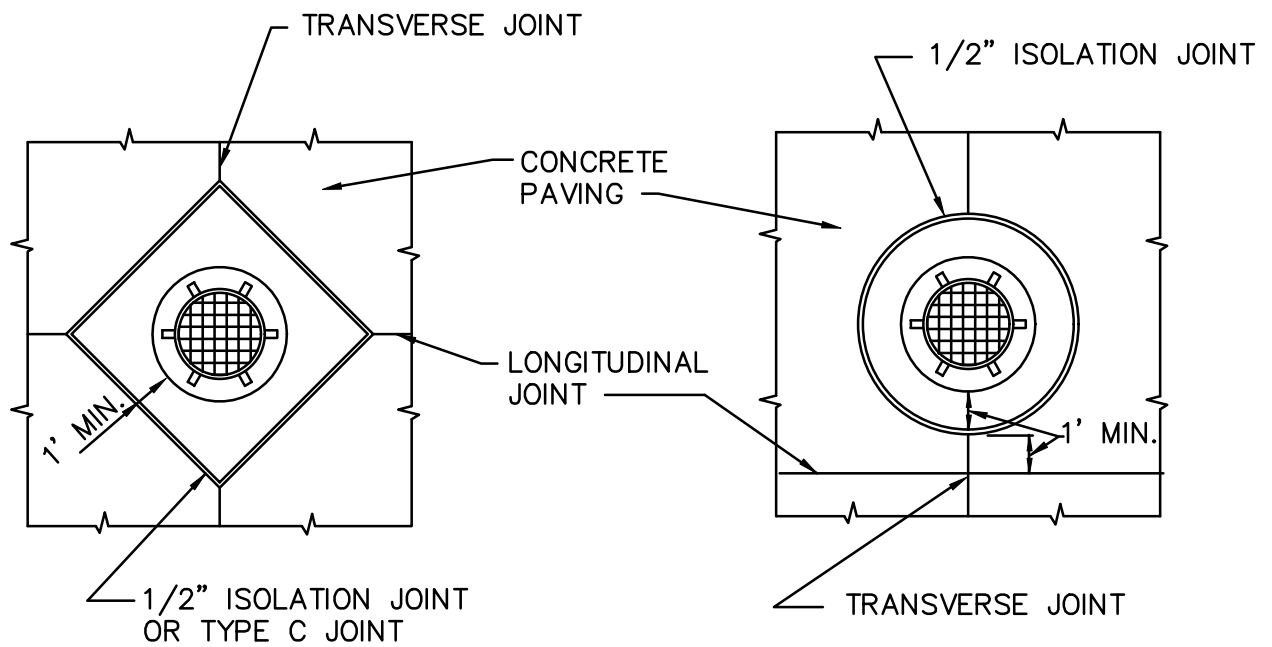 TRANSVERSE JOINT
1/2” ISOLATION JOINT
CONCRETE
PAVING
LONGITUDINAL
JOINT
1' MIN.
1' MIN.
1/2” ISOLATION JOINT
OR TYPE C JOINT
TRANSVERSE JOINT